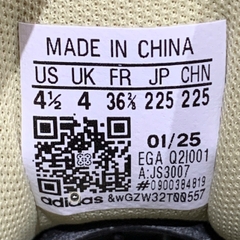 MADE IN CHINA
US UK FR JP CHN
4½ 4 36⅔ 225 225
01/25
EGA Q2I001
A:JS3007
#0900384819
adidas &wGZW32T00557